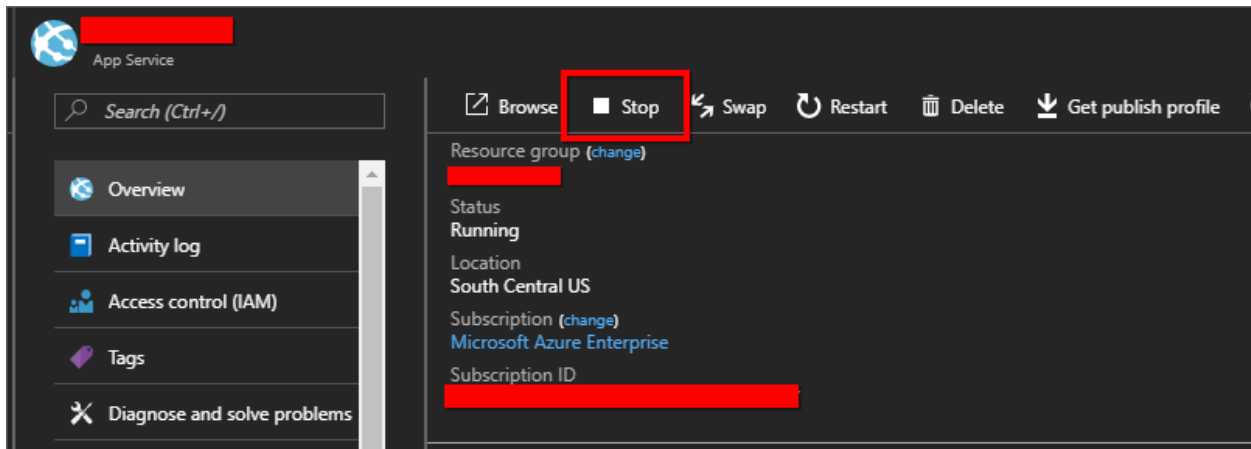 App Service
Search (Ctrl+/)
Overview
Activity log
Access control (IAM)
Tags
Diagnose and solve problems
Browse Stop Swap Restart Delete Get publish profile
Resource group (change)
Status
Running
Location
South Central US
Subscription (change)
Microsoft Azure Enterprise
Subscription ID